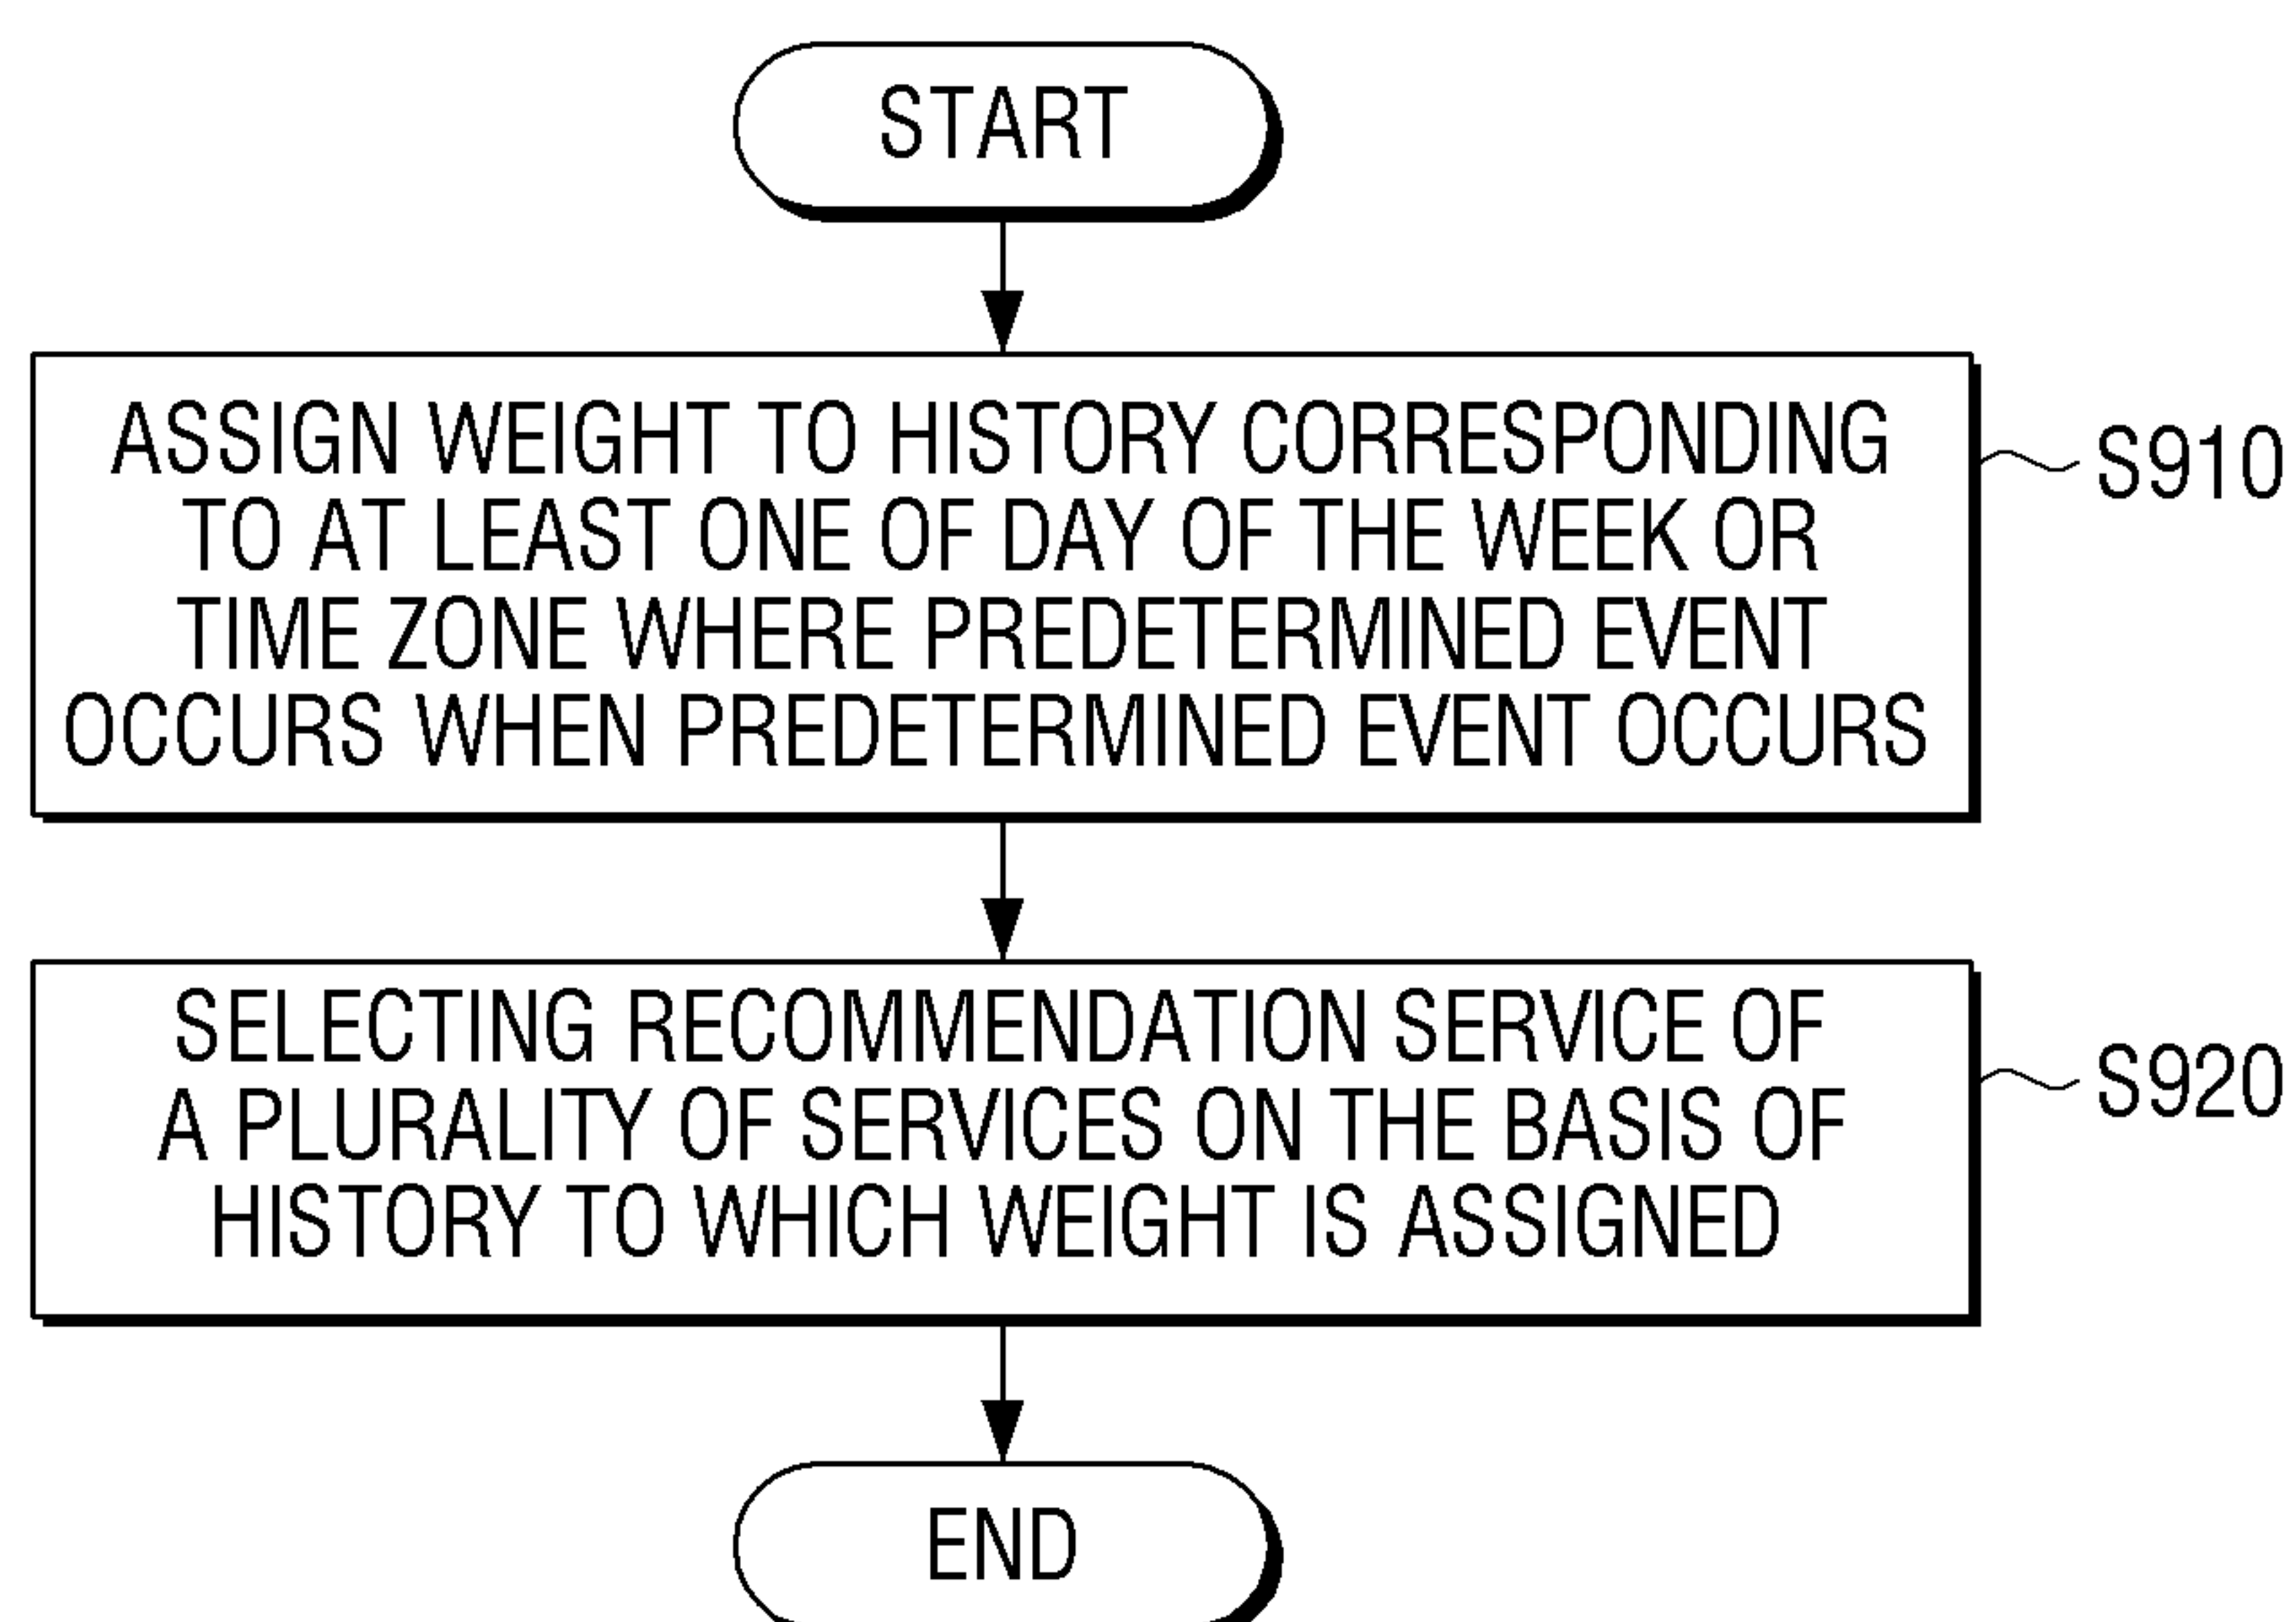 START
ASSIGN WEIGHT TO HISTORY CORRESPONDING
TO AT LEAST ONE OF DAY OF THE WEEK OR
TIME ZONE WHERE PREDETERMINED EVENT
OCCURS WHEN PREDETERMINED EVENT OCCURS
S910
SELECTING RECOMMENDATION SERVICE OF
A PLURALITY OF SERVICES ON THE BASIS OF
HISTORY TO WHICH WEIGHT IS ASSIGNED
S920
END